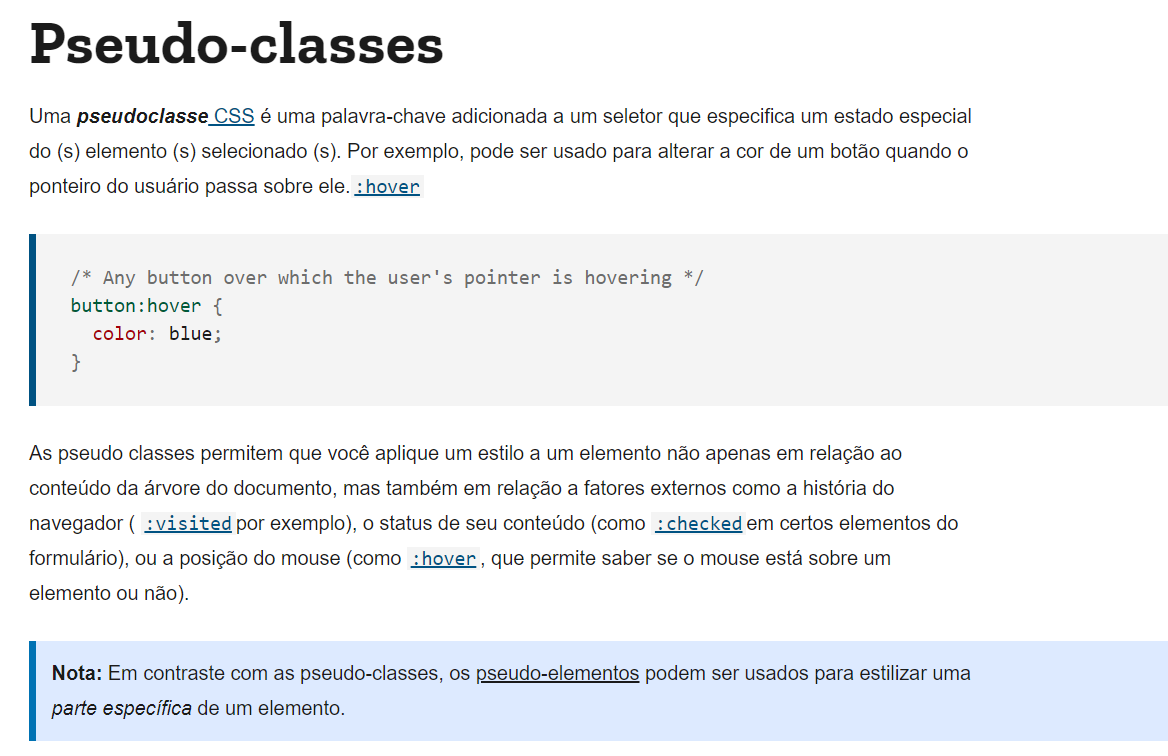 Pseudo-classes
Uma pseudoclasse CSS é uma palavra-chave adicionada a um seletor que especifica um estado especial
do (s) elemento (s) selecionado (s). Por exemplo, pode ser usado para alterar a cor de um botão quando o
ponteiro do usuário passa sobre ele. :hover
/* Any button over which the user's pointer is hovering */
button:hover {
  color: blue;
}
As pseudo classes permitem que você aplique um estilo a um elemento não apenas em relação ao
conteúdo da árvore do documento, mas também em relação a fatores externos como a história do
navegador ( :visited por exemplo), o status de seu conteúdo (como :checked em certos elementos do
formulário), ou a posição do mouse (como :hover , que permite saber se o mouse está sobre um
elemento ou não).
Nota: Em contraste com as pseudo-classes, os pseudo-elementos podem ser usados para estilizar uma
parte específica de um elemento.